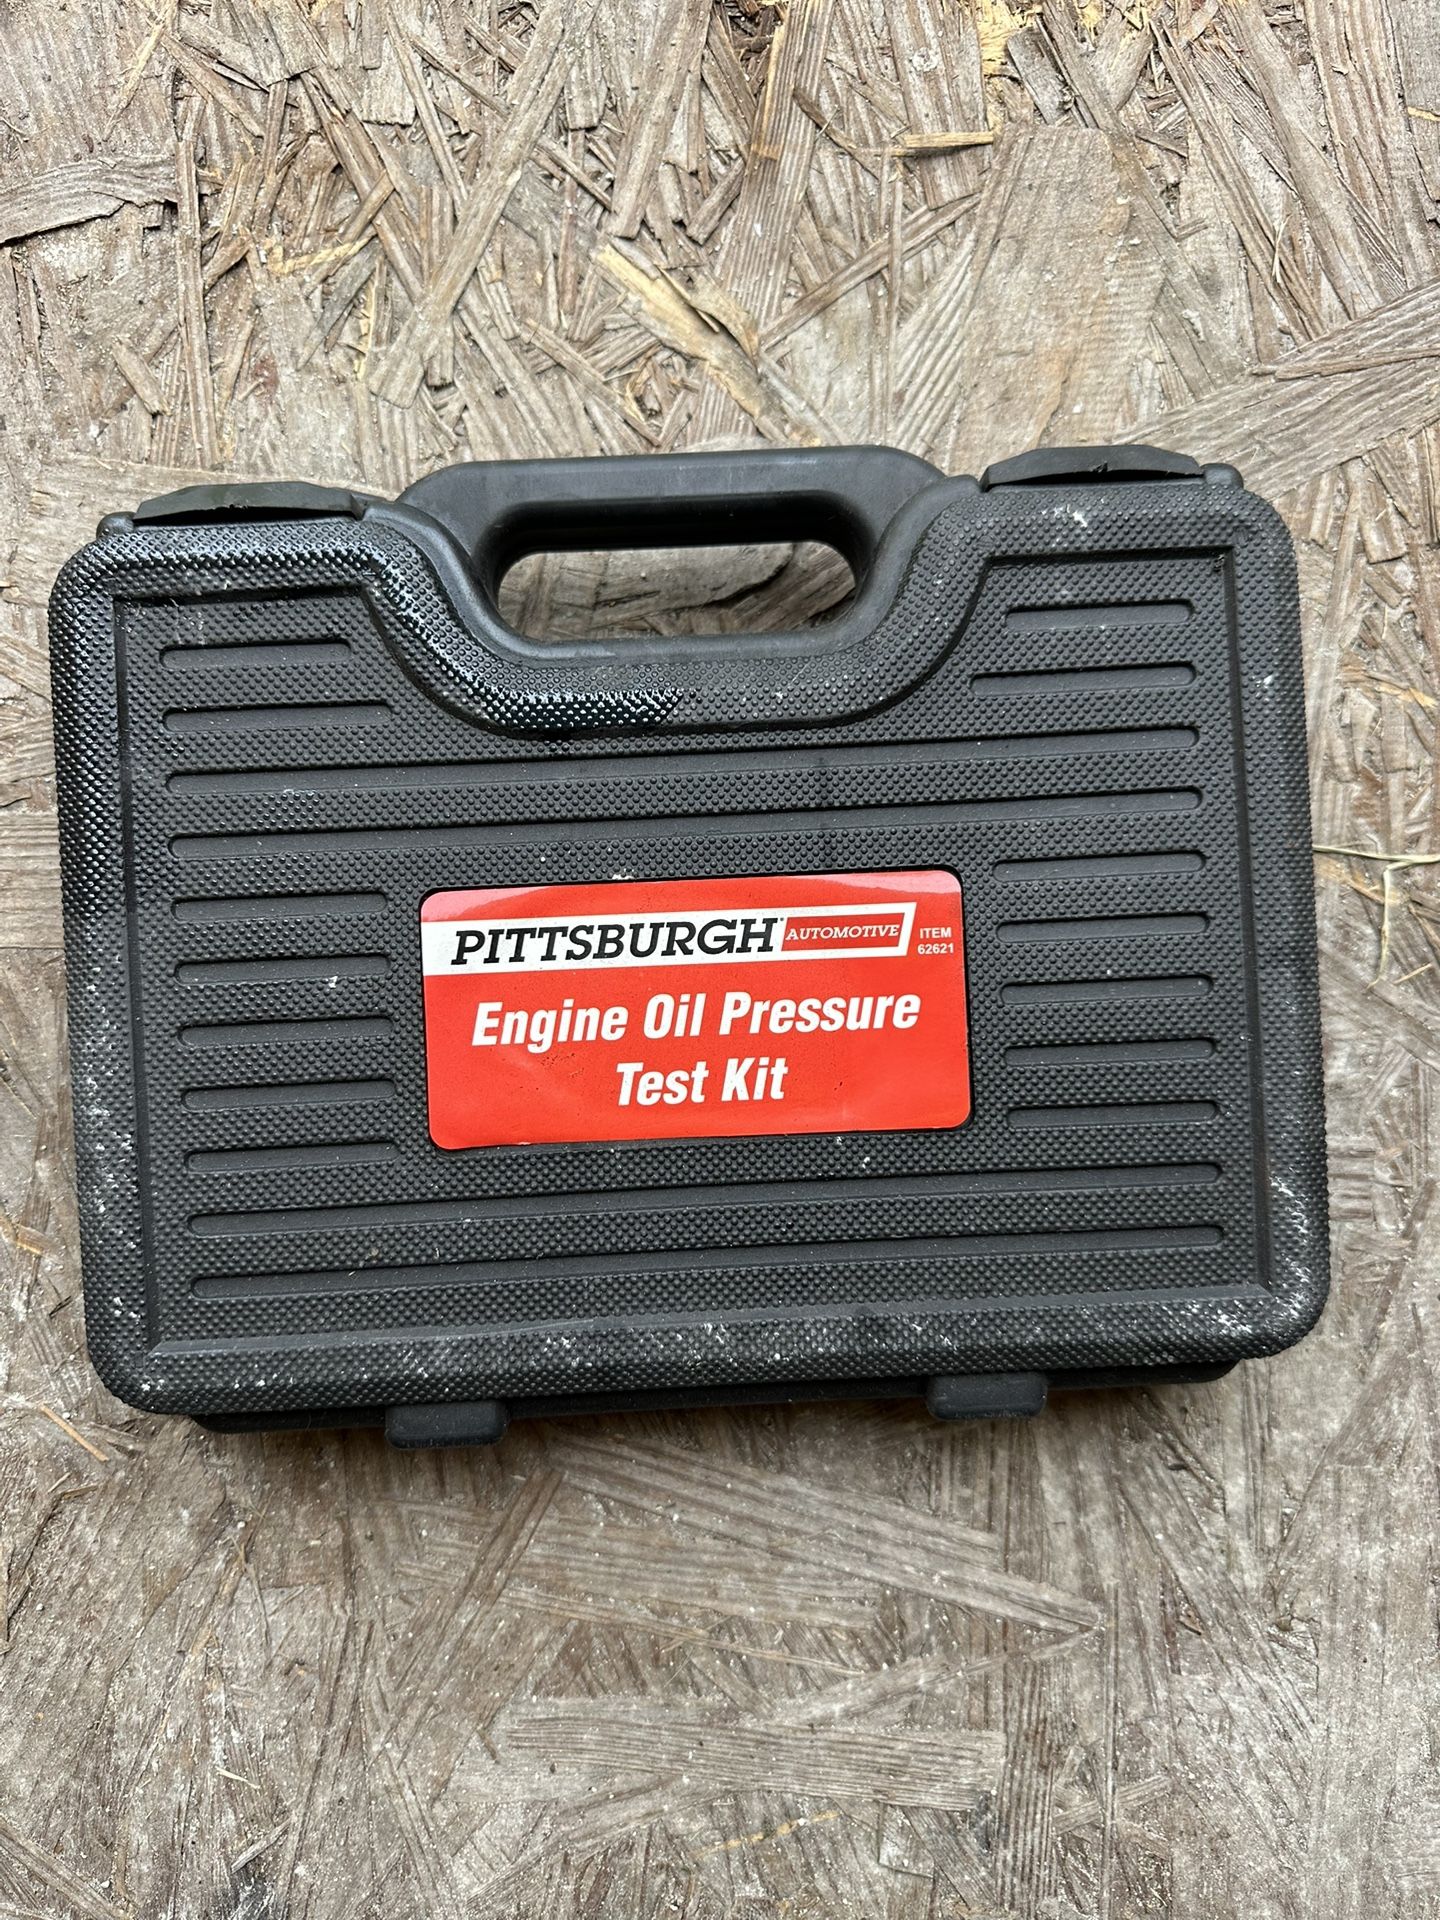 PITTSBURGH AUTOMOTIVE
ITEM
62621
Engine Oil Pressure
Test Kit